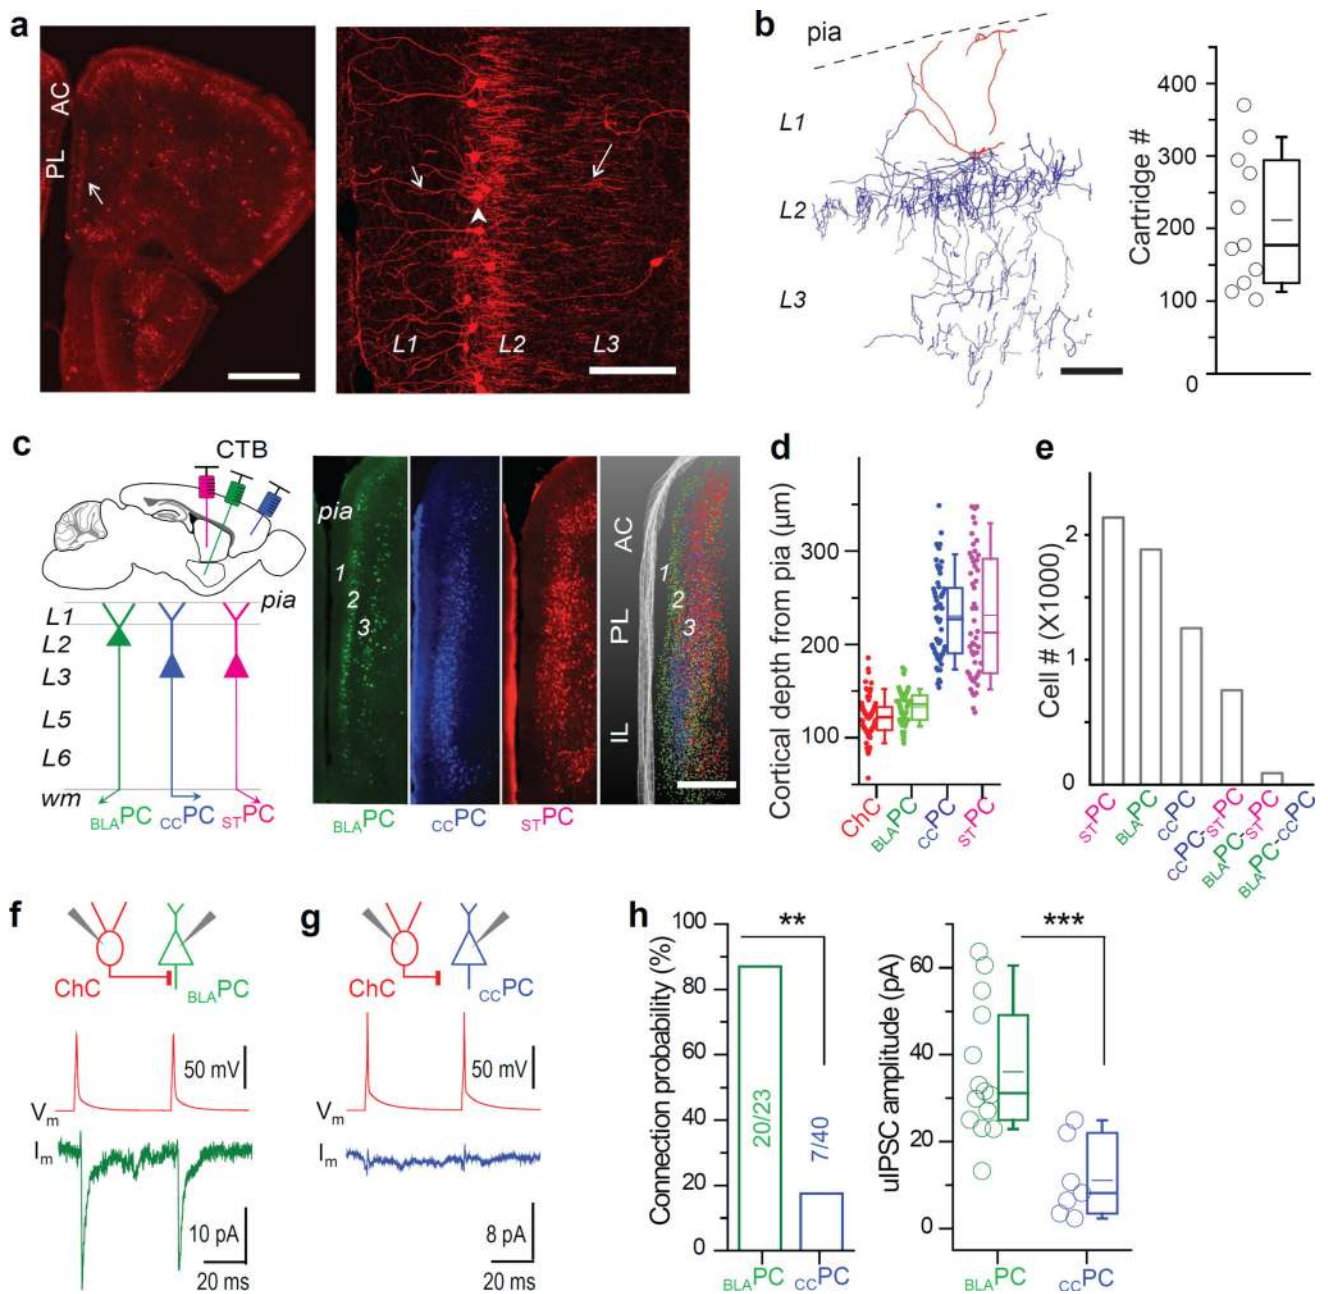 a
AC
PL
L1 L2 L3
b
pia
L1
L2
L3
Cartridge #
400
300
200
100
0
c
CTB
pia
L1
L2
L3
L5
L6
wm
BLAPC CCPC STPC
pia
1
2
3
BLAPC CCPC STPC
AC
PL
IL
1
2
3
d
Cortical depth from pia (µm)
300
200
100
ChC BLAPC CCPC STPC
e
Cell # (X1000)
2
1
0
STPC
BLAPC
CCPC
CCPC-STPC
BLAPC-STPC
BLAPC-CCPC
f
ChC BLAPC
50 mV
Vm
Im
10 pA
20 ms
g
ChC CCPC
50 mV
Vm
Im
8 pA
20 ms
h
Connection probability (%)
100
80
60
40
20
0
**
20/23
7/40
BLAPC CCPC
uIPSC amplitude (pA)
60
40
20
0
***
BLAPC CCPC